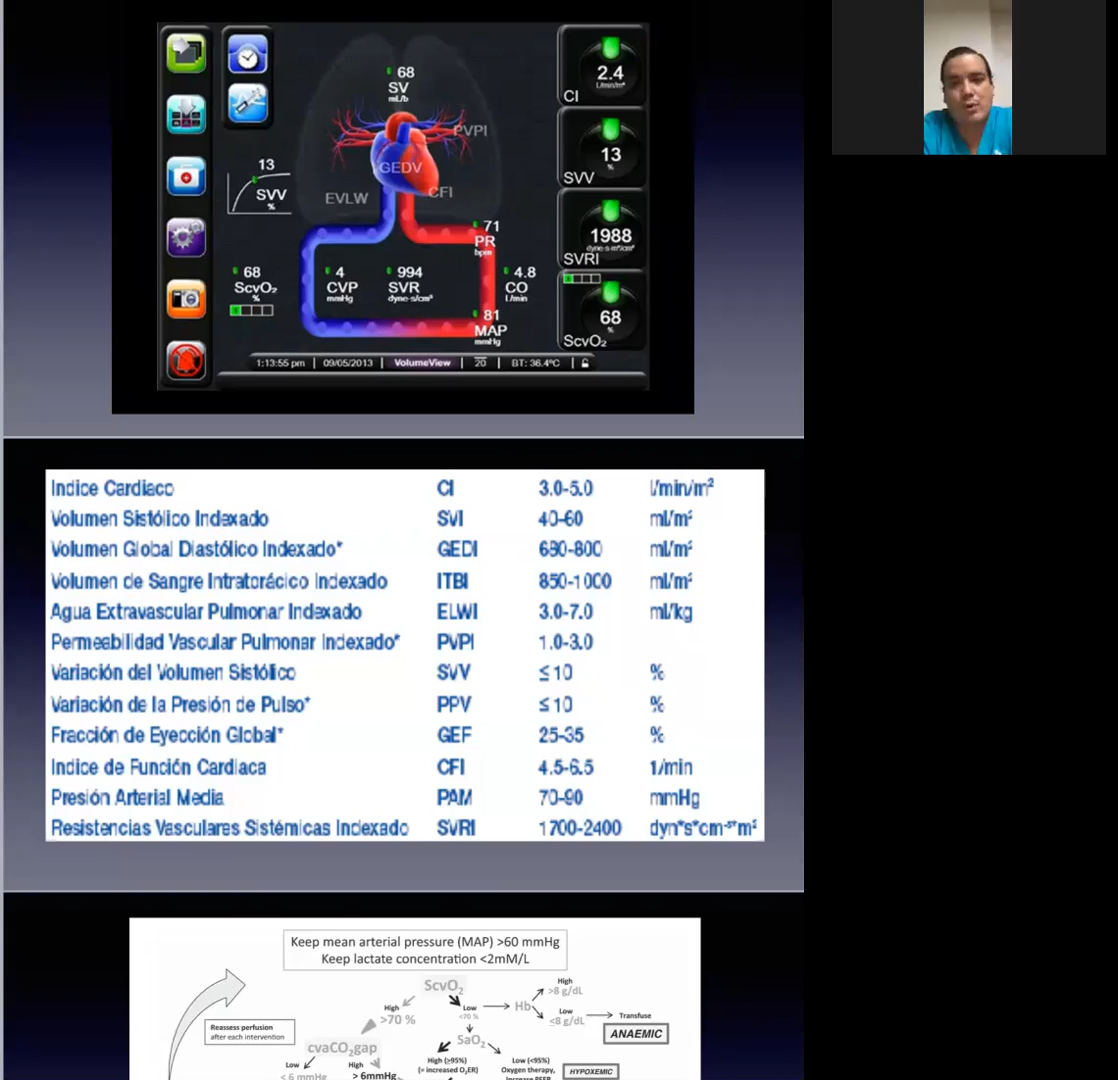 68
SV
mL/b
PVPI
GEDV
CFI
EVLW
13
SVV
%
71
PR
bpm
68
ScvO₂
%
4
CVP
mmHg
994
SVR
dyne-s/cm⁵
4.8
CO
l/min
81
MAP
mmHg
2.4
L/min/m²
CI
13
%
SVV
1988
dyne-s-m²/cm⁵
SVRI
68
%
ScvO₂
1:13:55 pm | 09/05/2013 | VolumeView | 20 | BT: 36.4°C
Indice Cardiaco CI 3.0-5.0 l/min/m²
Volumen Sistólico Indexado SVI 40-60 ml/m²
Volumen Global Diastólico Indexado* GEDI 680-800 ml/m²
Volumen de Sangre Intratorácico Indexado ITBI 850-1000 ml/m²
Agua Extravascular Pulmonar Indexado ELWI 3.0-7.0 ml/kg
Permeabilidad Vascular Pulmonar Indexado* PVPI 1.0-3.0
Variación del Volumen Sistólico SVV ≤10 %
Variación de la Presión de Pulso* PPV ≤10 %
Fracción de Eyección Global* GEF 25-35 %
Indice de Función Cardiaca CFI 4.5-6.5 1/min
Presión Arterial Media PAM 70-90 mmHg
Resistencias Vasculares Sistémicas Indexado SVRI 1700-2400 dyn*s*cm⁻⁵*m²
Keep mean arterial pressure (MAP) >60 mmHg
Keep lactate concentration <2mM/L
ScvO₂
High
>70 %
Low
<70 %
Hb
High
>8 g/dL
Low
<8 g/dL
Transfuse
ANAEMIC
Reassess perfusion
after each intervention
cvaCO₂gap
SaO₂
Low
< 6 mmHg
High
> 6mmHg
High (≥95%)
(= increased O₂ER)
Low (<95%)
Oxygen therapy,
Increase PEEP
HYPOXEMIC